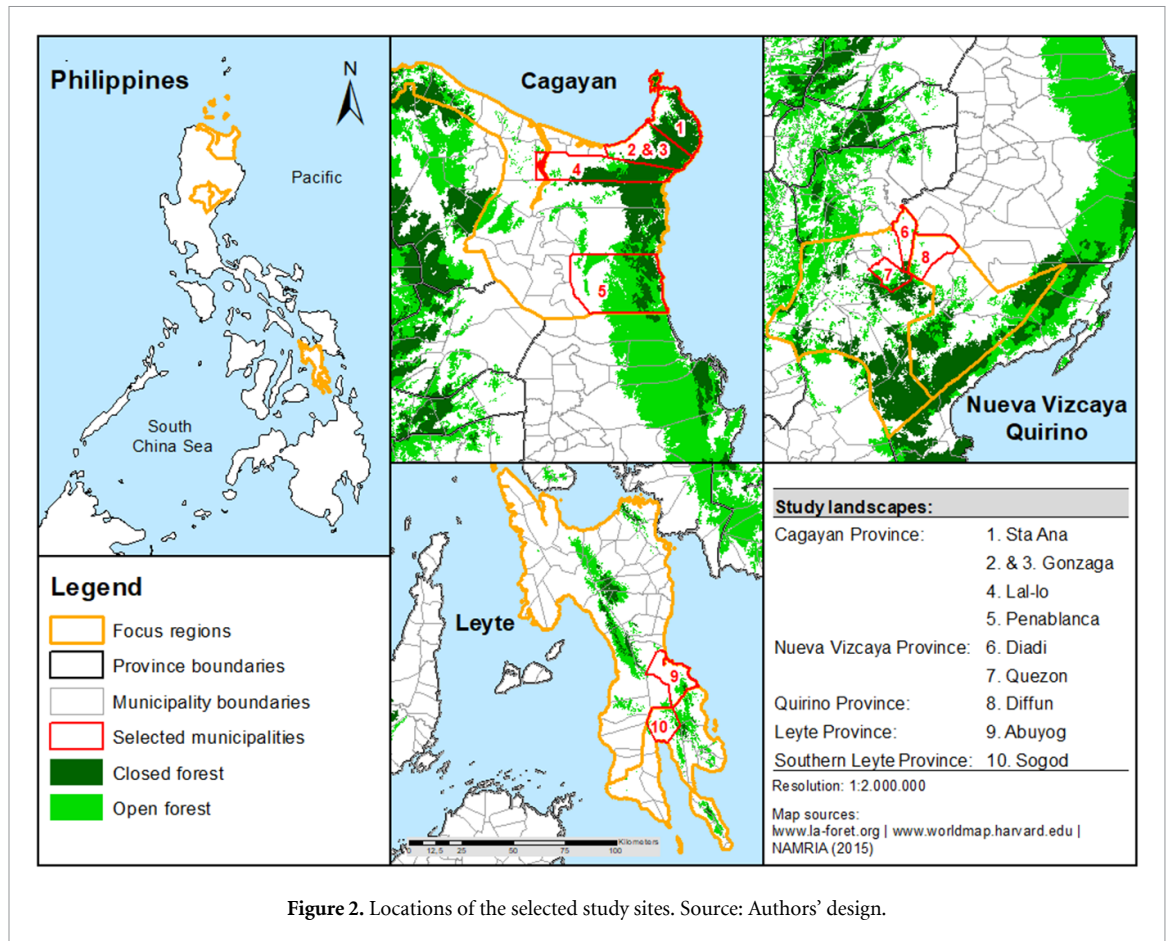 Philippines
N
Pacific
South
China Sea
Legend
Focus regions
Province boundaries
Municipality boundaries
Selected municipalities
Closed forest
Open forest
Cagayan
1
2 & 3
4
5
6
8
7
Nueva Vizcaya
Quirino
Leyte
9
10
Kilometers
0 12,5 25 50 75 100
Study landscapes:
Cagayan Province: 1. Sta Ana
2. & 3. Gonzaga
4. Lal-lo
5. Penablanca
Nueva Vizcaya Province: 6. Diadi
7. Quezon
Quirino Province: 8. Diffun
Leyte Province: 9. Abuyog
Southern Leyte Province: 10. Sogod
Resolution: 1:2.000.000
Map sources:
lwww.la-foret.org | www.worldmap.harvard.edu |
NAMRIA (2015)
Figure 2. Locations of the selected study sites. Source: Authors’ design.